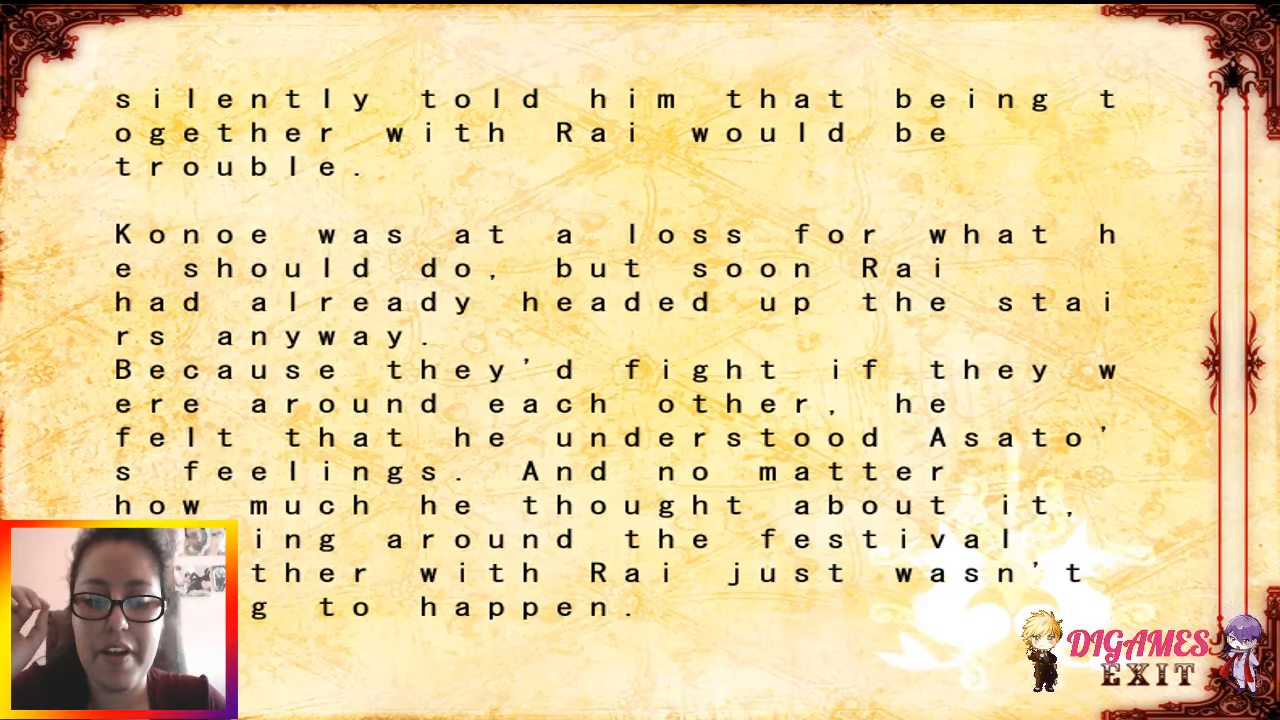 silently told him that being t
ogether with Rai would be
trouble.
Konoe was at a loss for what h
e should do, but soon Rai
had already headed up the stai
rs anyway.
Because they'd fight if they w
ere around each other, he
felt that he understood Asato'
s feelings. And no matter
how much he thought about it,
ing around the festival
ther with Rai just wasn't
g to happen.
DIGAMES
EXIT